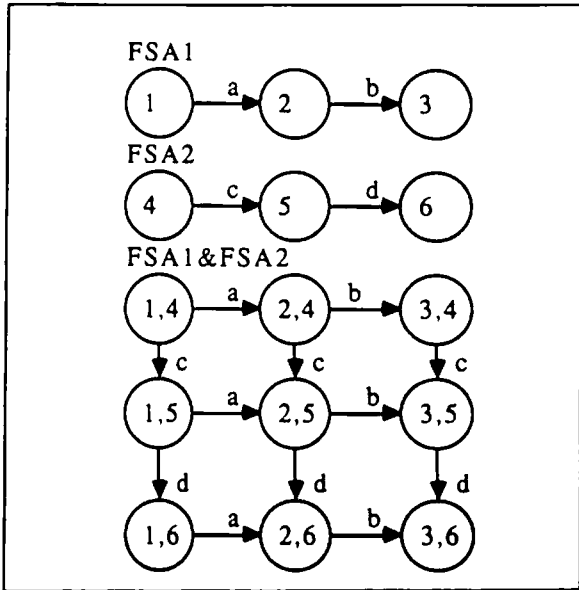 FSA1
a b
1 2 3
FSA2
c d
4 5 6
FSA1&FSA2
a b
1,4 2,4 3,4
c c c
a b
1,5 2,5 3,5
d d d
a b
1,6 2,6 3,6